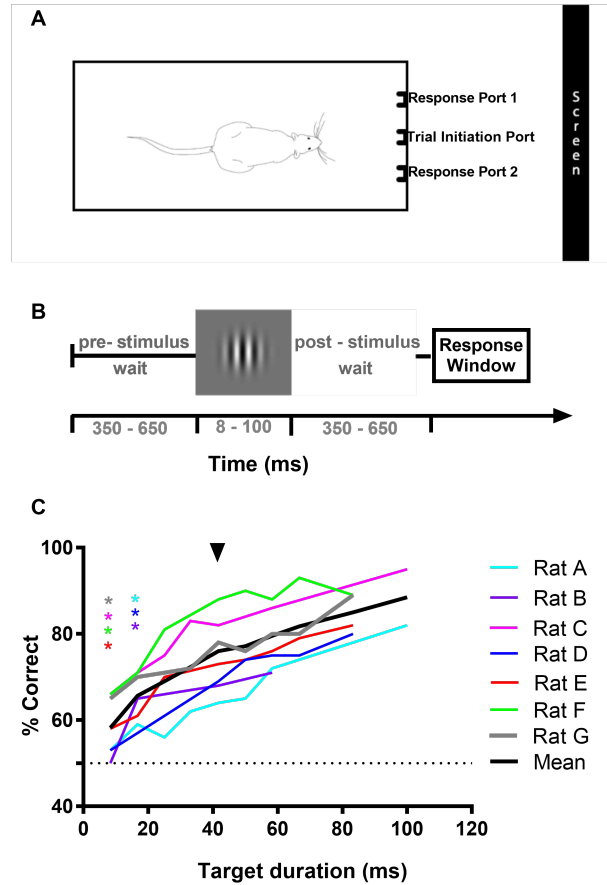 A
Response Port 1
Trial Initiation Port
Response Port 2
Screen
B
pre- stimulus
wait
post - stimulus
wait
Response
Window
350 - 650
8 - 100
350 - 650
Time (ms)
C
100
80
60
40
% Correct
*
*
*
*
*
*
*
0
20
40
60
80
100
120
Target duration (ms)
Rat A
Rat B
Rat C
Rat D
Rat E
Rat F
Rat G
Mean